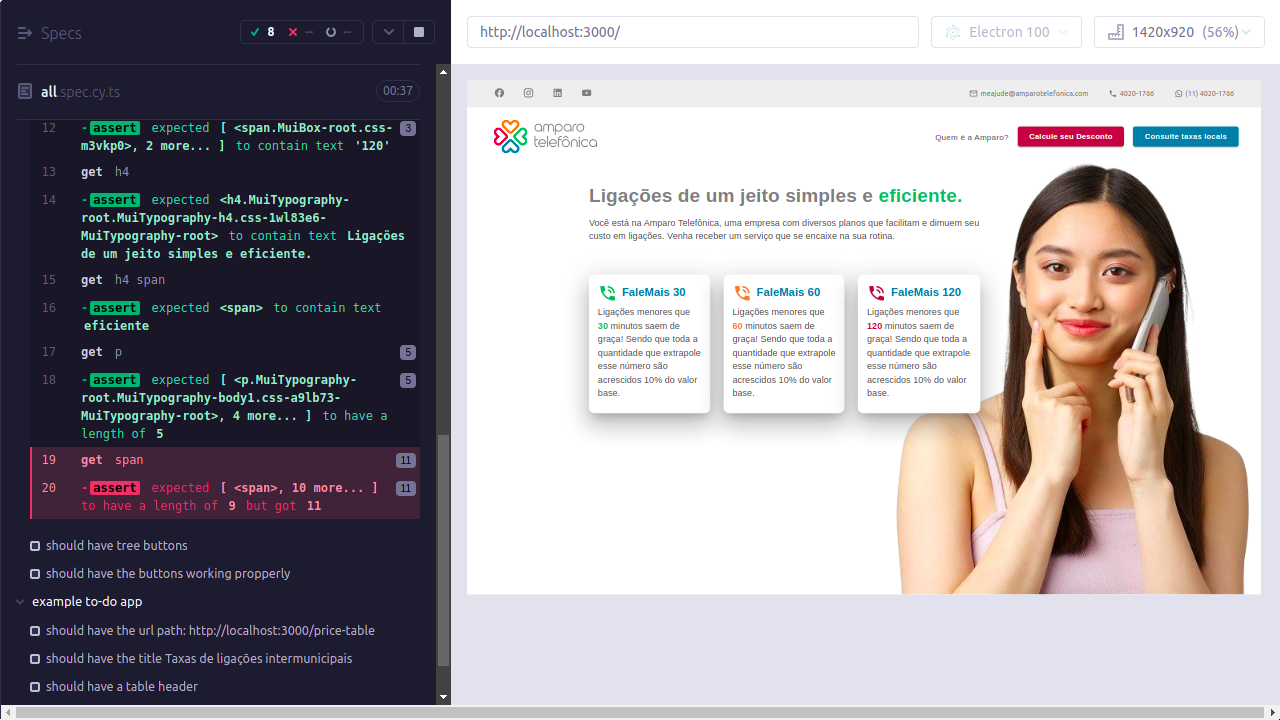 Specs
8
--
--
all.spec.cy.ts
00:37
12 -assert expected [ <span.MuiBox-root.css- 3
m3vkp0>, 2 more... ] to contain text '120'
13 get h4
14 -assert expected <h4.MuiTypography-
root.MuiTypography-h4.css-1wl83e6-
MuiTypography-root> to contain text Ligações
de um jeito simples e eficiente.
15 get h4 span
16 -assert expected <span> to contain text
eficiente
17 get p 5
18 -assert expected [ <p.MuiTypography- 5
root.MuiTypography-body1.css-a9lb73-
MuiTypography-root>, 4 more... ] to have a
length of 5
19 get span 11
20 -assert expected [ <span>, 10 more... ] 11
to have a length of 9 but got 11
should have tree buttons
should have the buttons working propperly
example to-do app
should have the url path: http://localhost:3000/price-table
should have the title Taxas de ligações intermunicipais
should have a table header
http://localhost:3000/
Electron 100
1420x920 (56%)
meajude@amparotelefonica.com
4020-1766
(11) 4020-1766
amparo
telefônica
Quem é a Amparo?
Calcule seu Desconto
Consulte taxas locais
Ligações de um jeito simples e eficiente.
Você está na Amparo Telefônica, uma empresa com diversos planos que facilitam e dimuem seu
custo em ligações. Venha receber um serviço que se encaixe na sua rotina.
FaleMais 30
Ligações menores que
30 minutos saem de
graça! Sendo que toda a
quantidade que extrapole
esse número são
acrescidos 10% do valor
base.
FaleMais 60
Ligações menores que
60 minutos saem de
graça! Sendo que toda a
quantidade que extrapole
esse número são
acrescidos 10% do valor
base.
FaleMais 120
Ligações menores que
120 minutos saem de
graça! Sendo que toda a
quantidade que extrapole
esse número são
acrescidos 10% do valor
base.